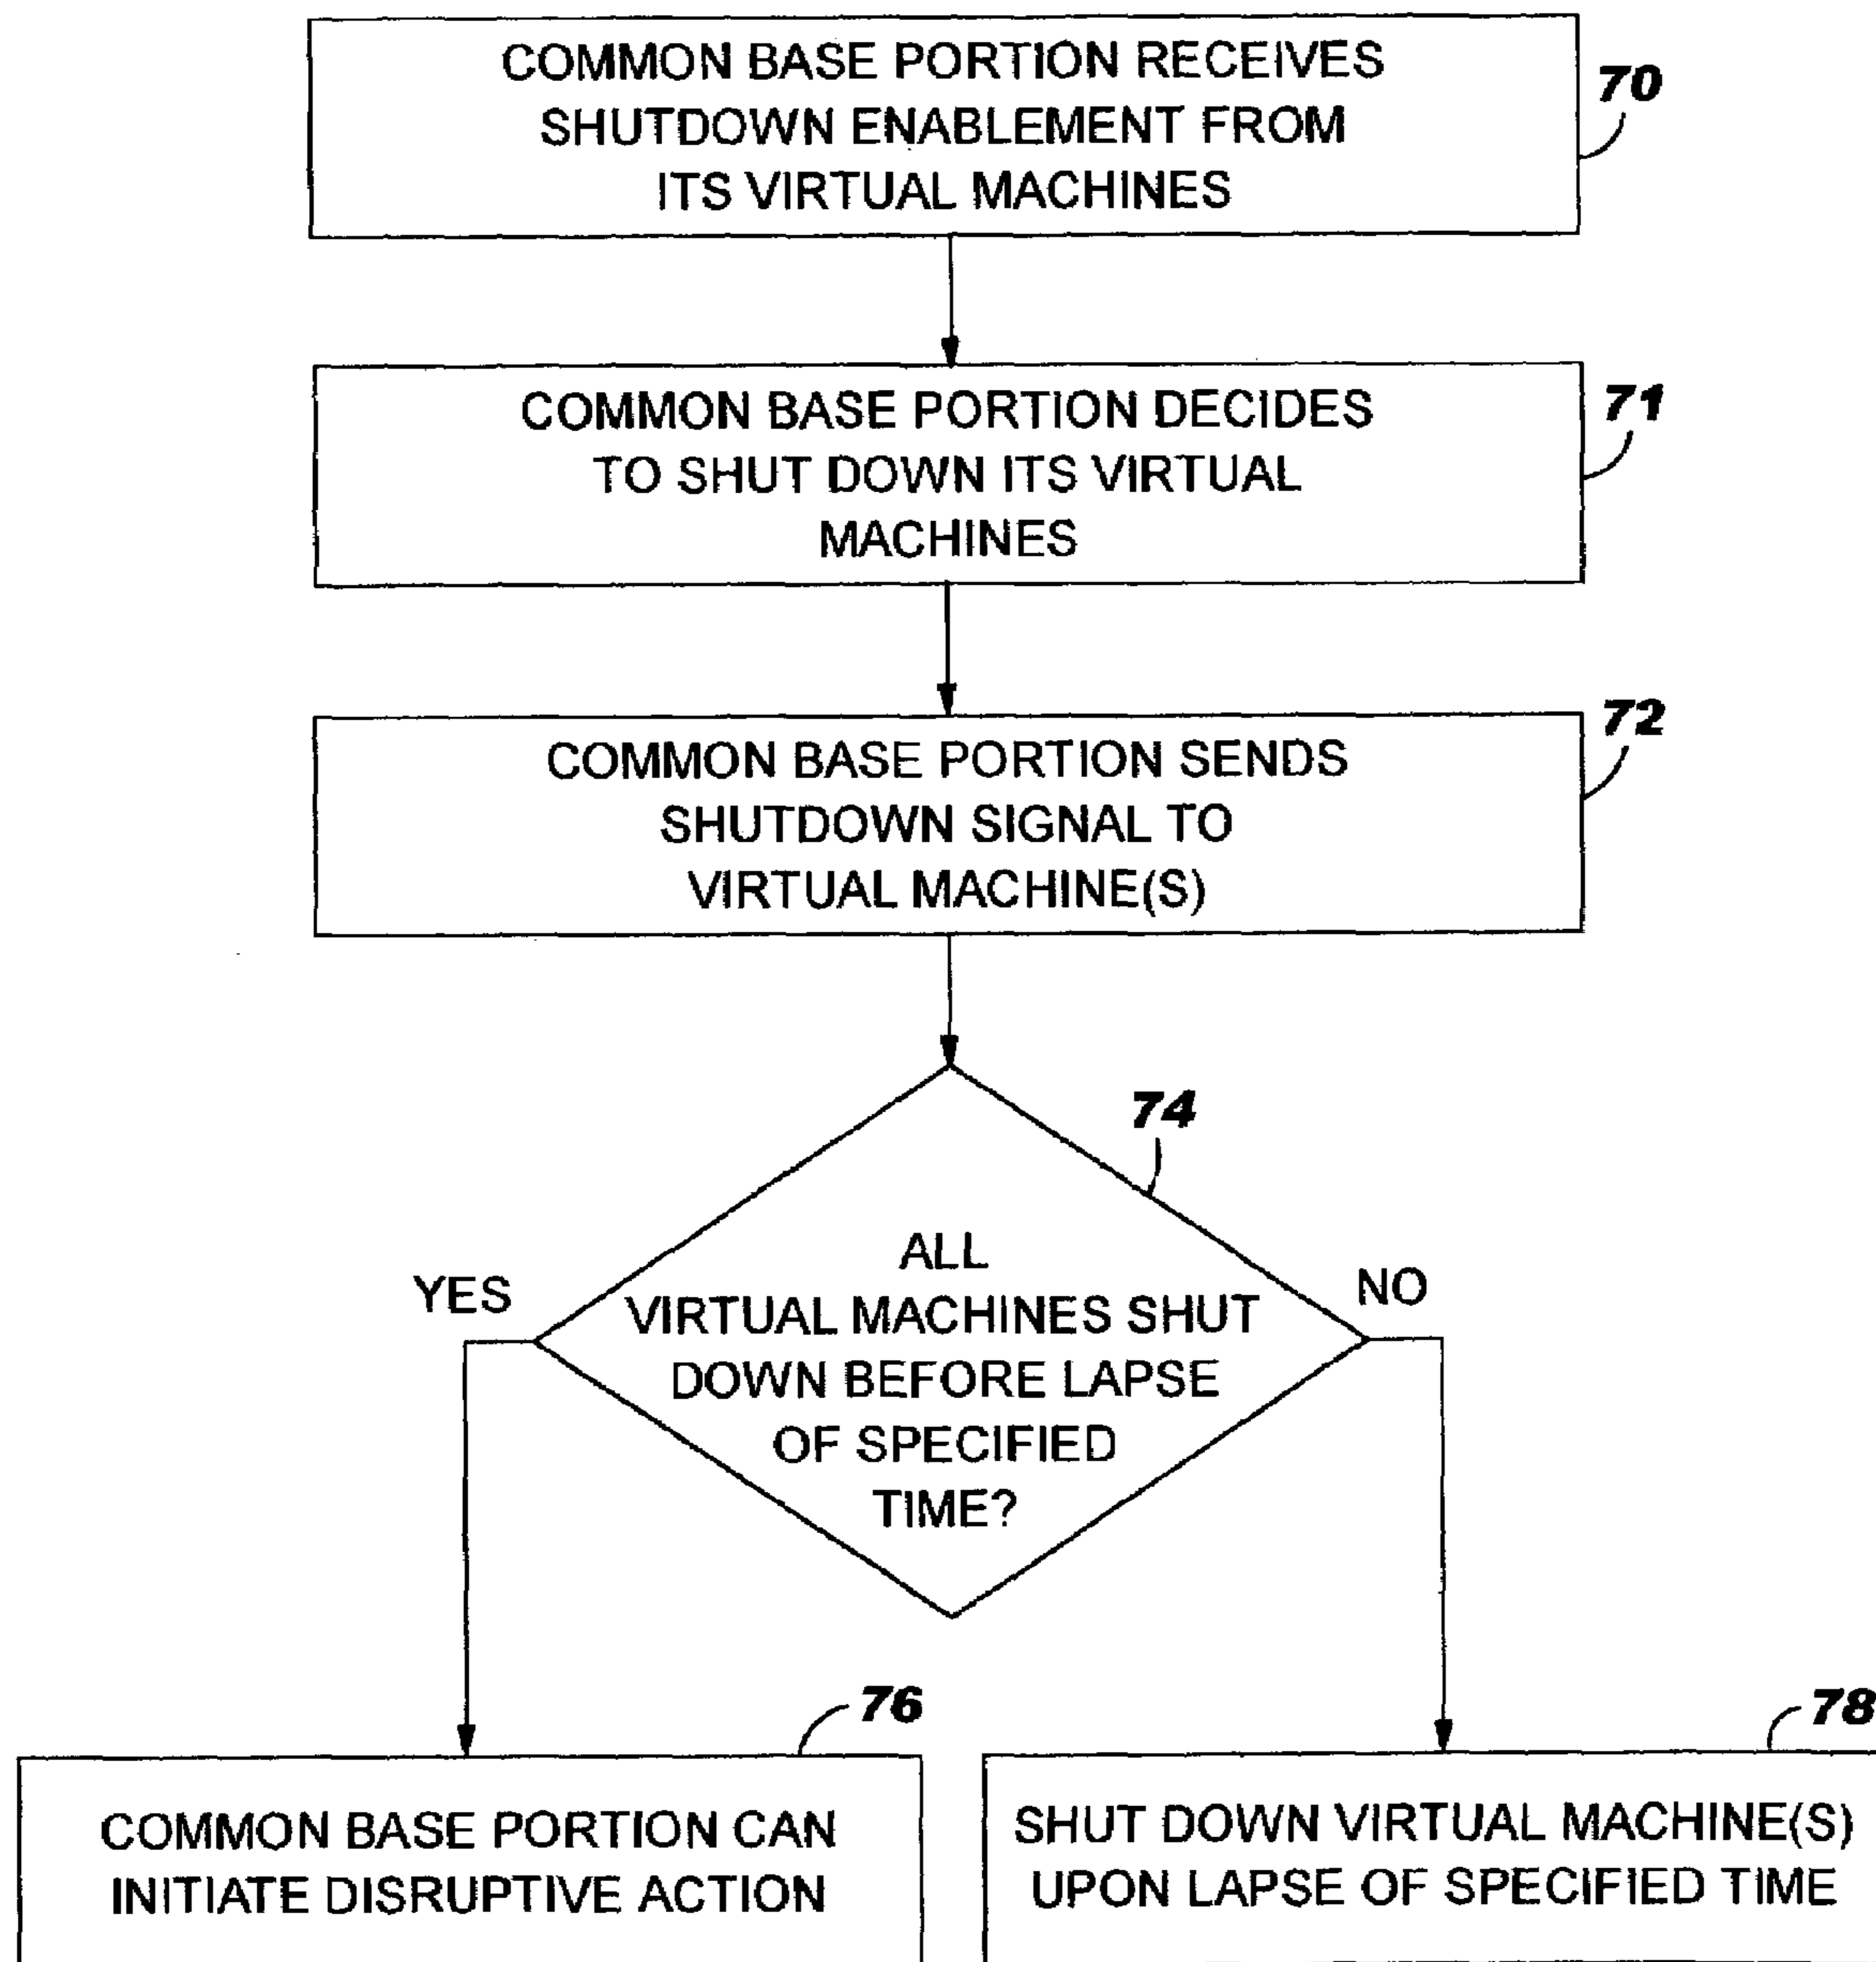 COMMON BASE PORTION RECEIVES
SHUTDOWN ENABLEMENT FROM
ITS VIRTUAL MACHINES
70
COMMON BASE PORTION DECIDES
TO SHUT DOWN ITS VIRTUAL
MACHINES
71
COMMON BASE PORTION SENDS
SHUTDOWN SIGNAL TO
VIRTUAL MACHINE(S)
72
74
ALL
VIRTUAL MACHINES SHUT
DOWN BEFORE LAPSE
OF SPECIFIED
TIME?
YES
NO
76
COMMON BASE PORTION CAN
INITIATE DISRUPTIVE ACTION
78
SHUT DOWN VIRTUAL MACHINE(S)
UPON LAPSE OF SPECIFIED TIME